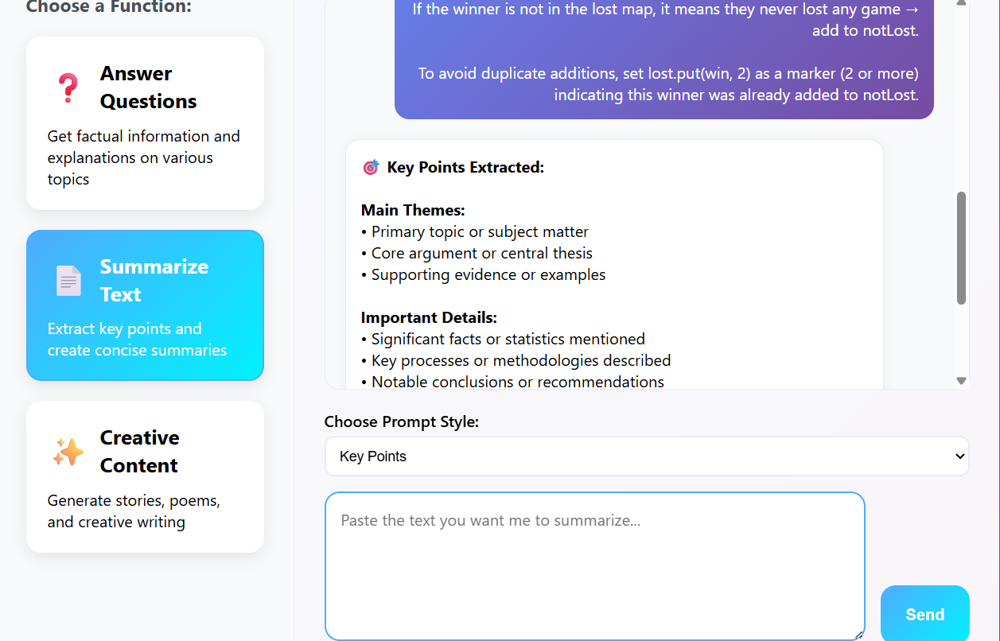 Choose a Function:
❓ Answer
Questions
Get factual information and
explanations on various
topics
📄 Summarize
Text
Extract key points and
create concise summaries
✨ Creative
Content
Generate stories, poems,
and creative writing
If the winner is not in the lost map, it means they never lost any game →
add to notLost.
To avoid duplicate additions, set lost.put(win, 2) as a marker (2 or more)
indicating this winner was already added to notLost.
🎯 Key Points Extracted:
Main Themes:
• Primary topic or subject matter
• Core argument or central thesis
• Supporting evidence or examples
Important Details:
• Significant facts or statistics mentioned
• Key processes or methodologies described
• Notable conclusions or recommendations
Choose Prompt Style:
Key Points
Paste the text you want me to summarize...
Send